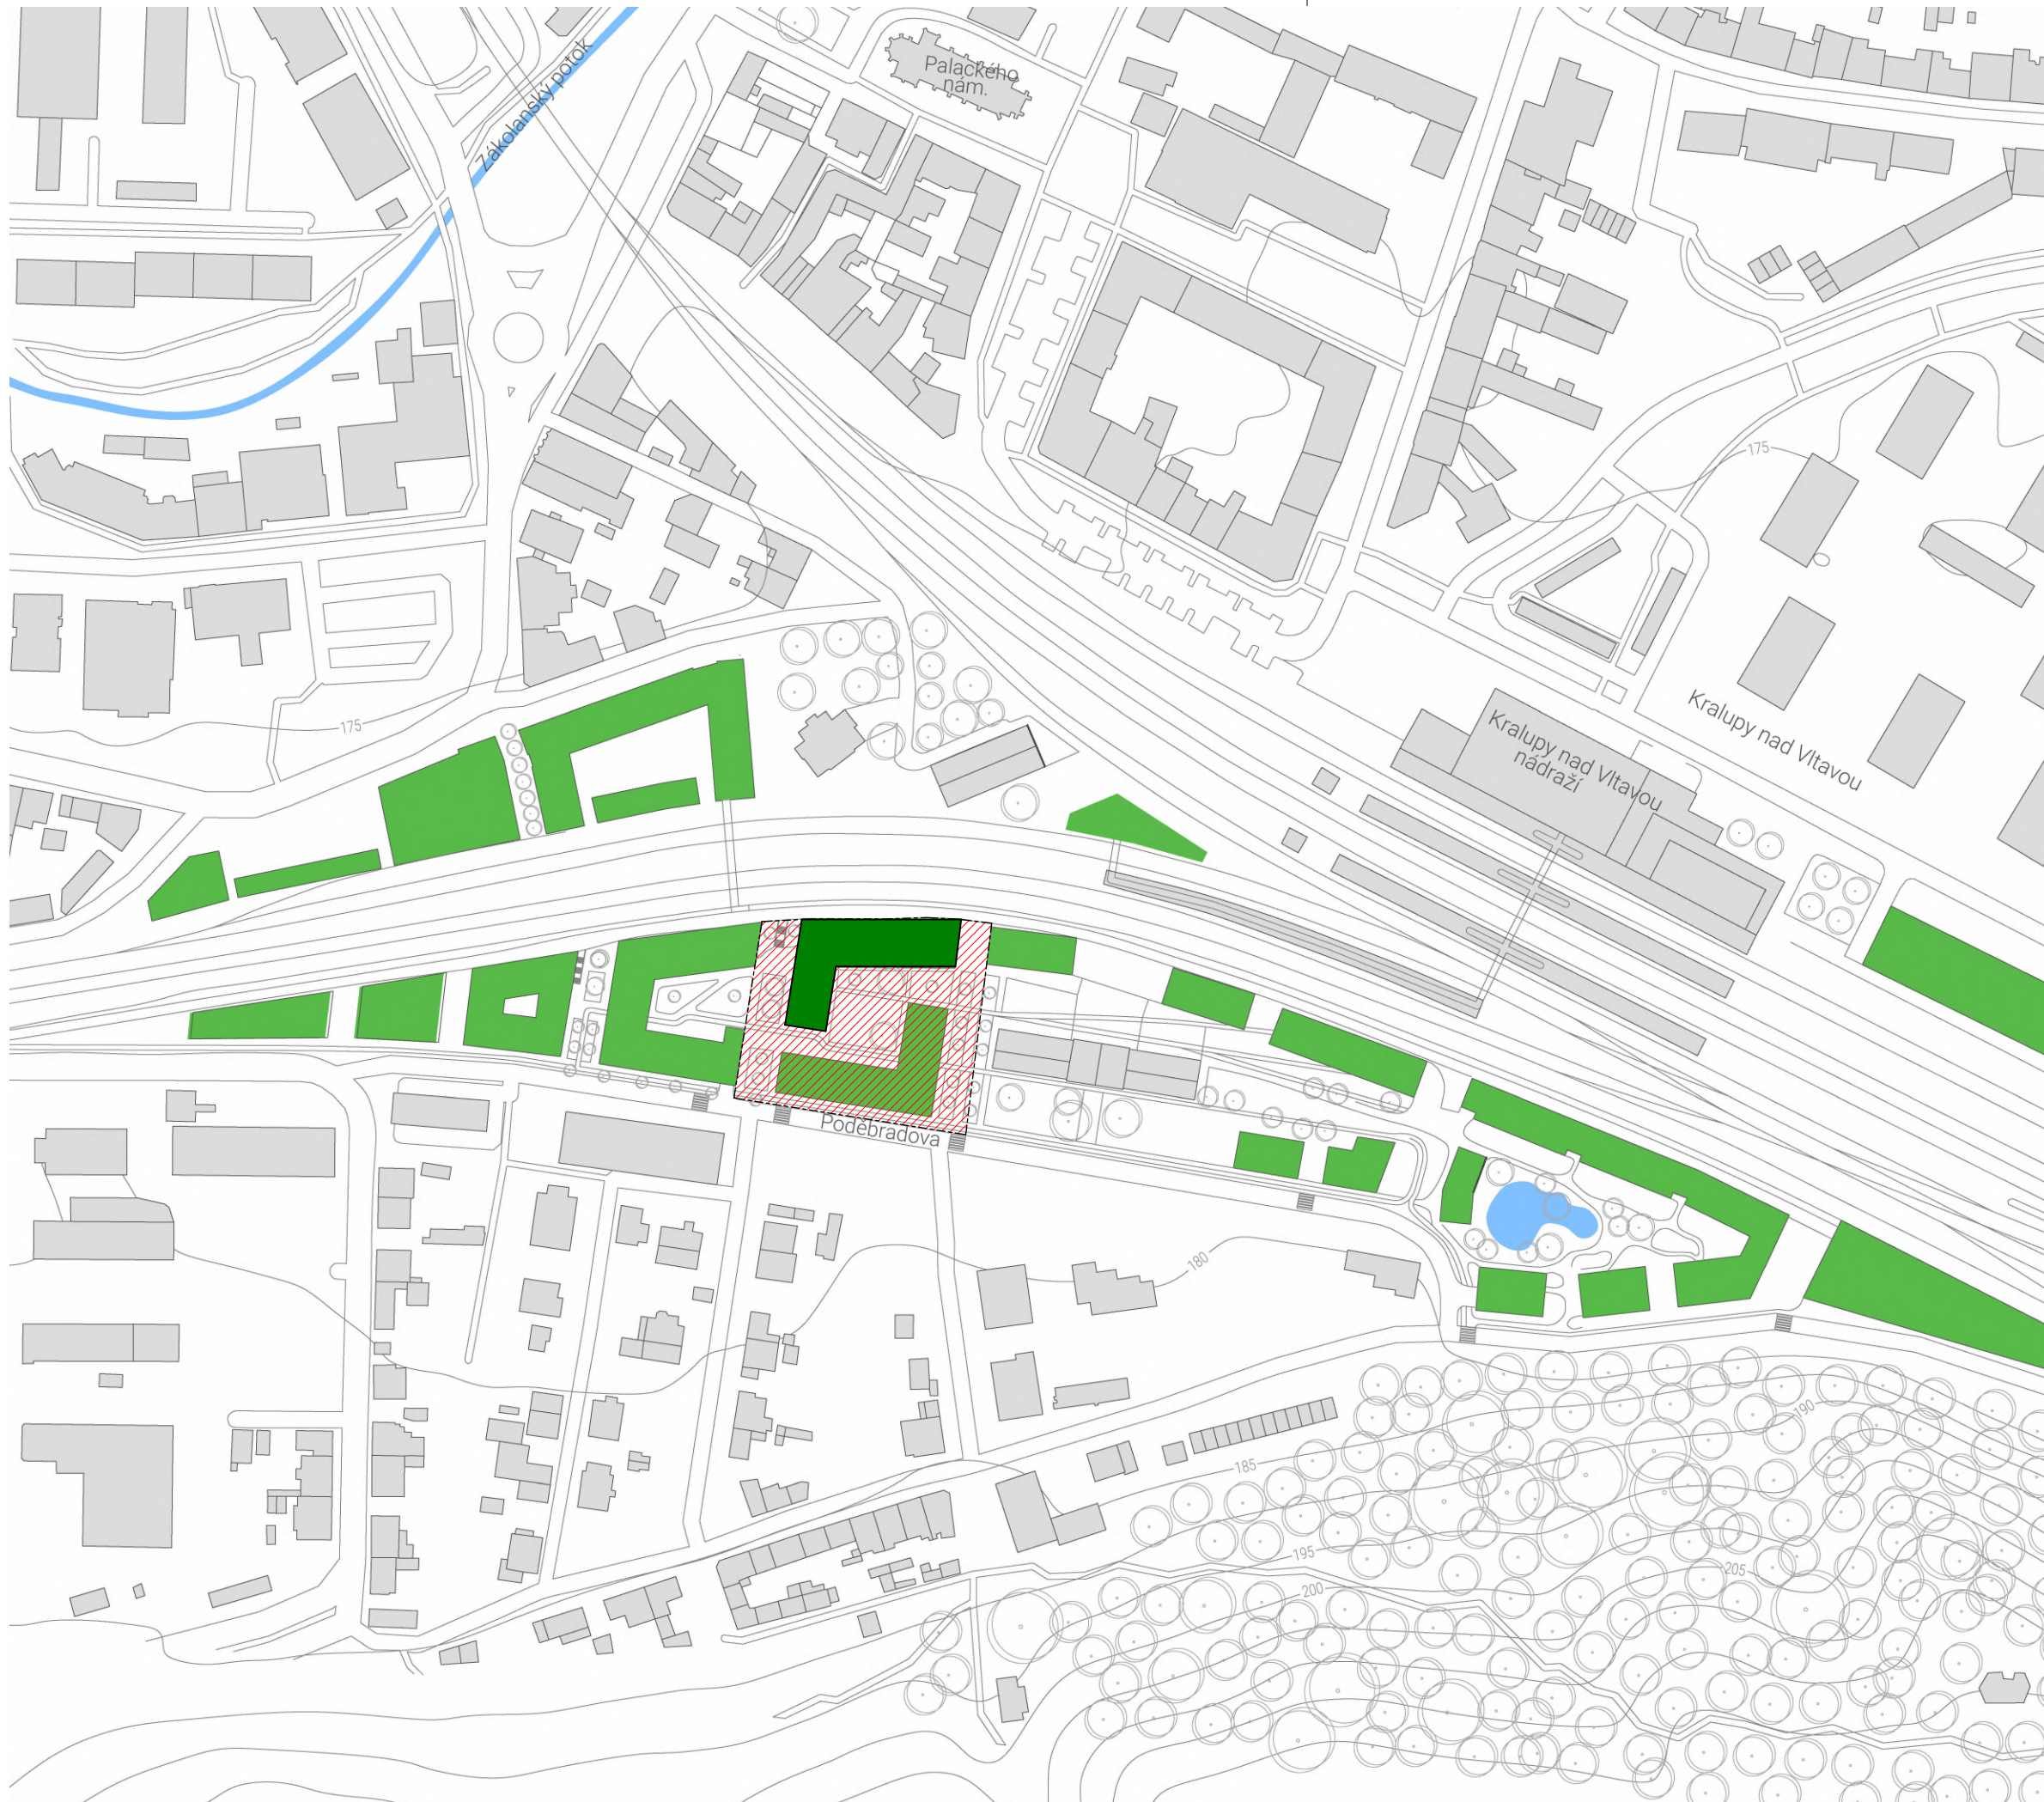 Zákolanský potok
Palackého
nám.
175
175
Kralupy nad Vltavou
Kralupy nad Vltavou
nádraží
Poděbradova
180
190
185
195
200
205